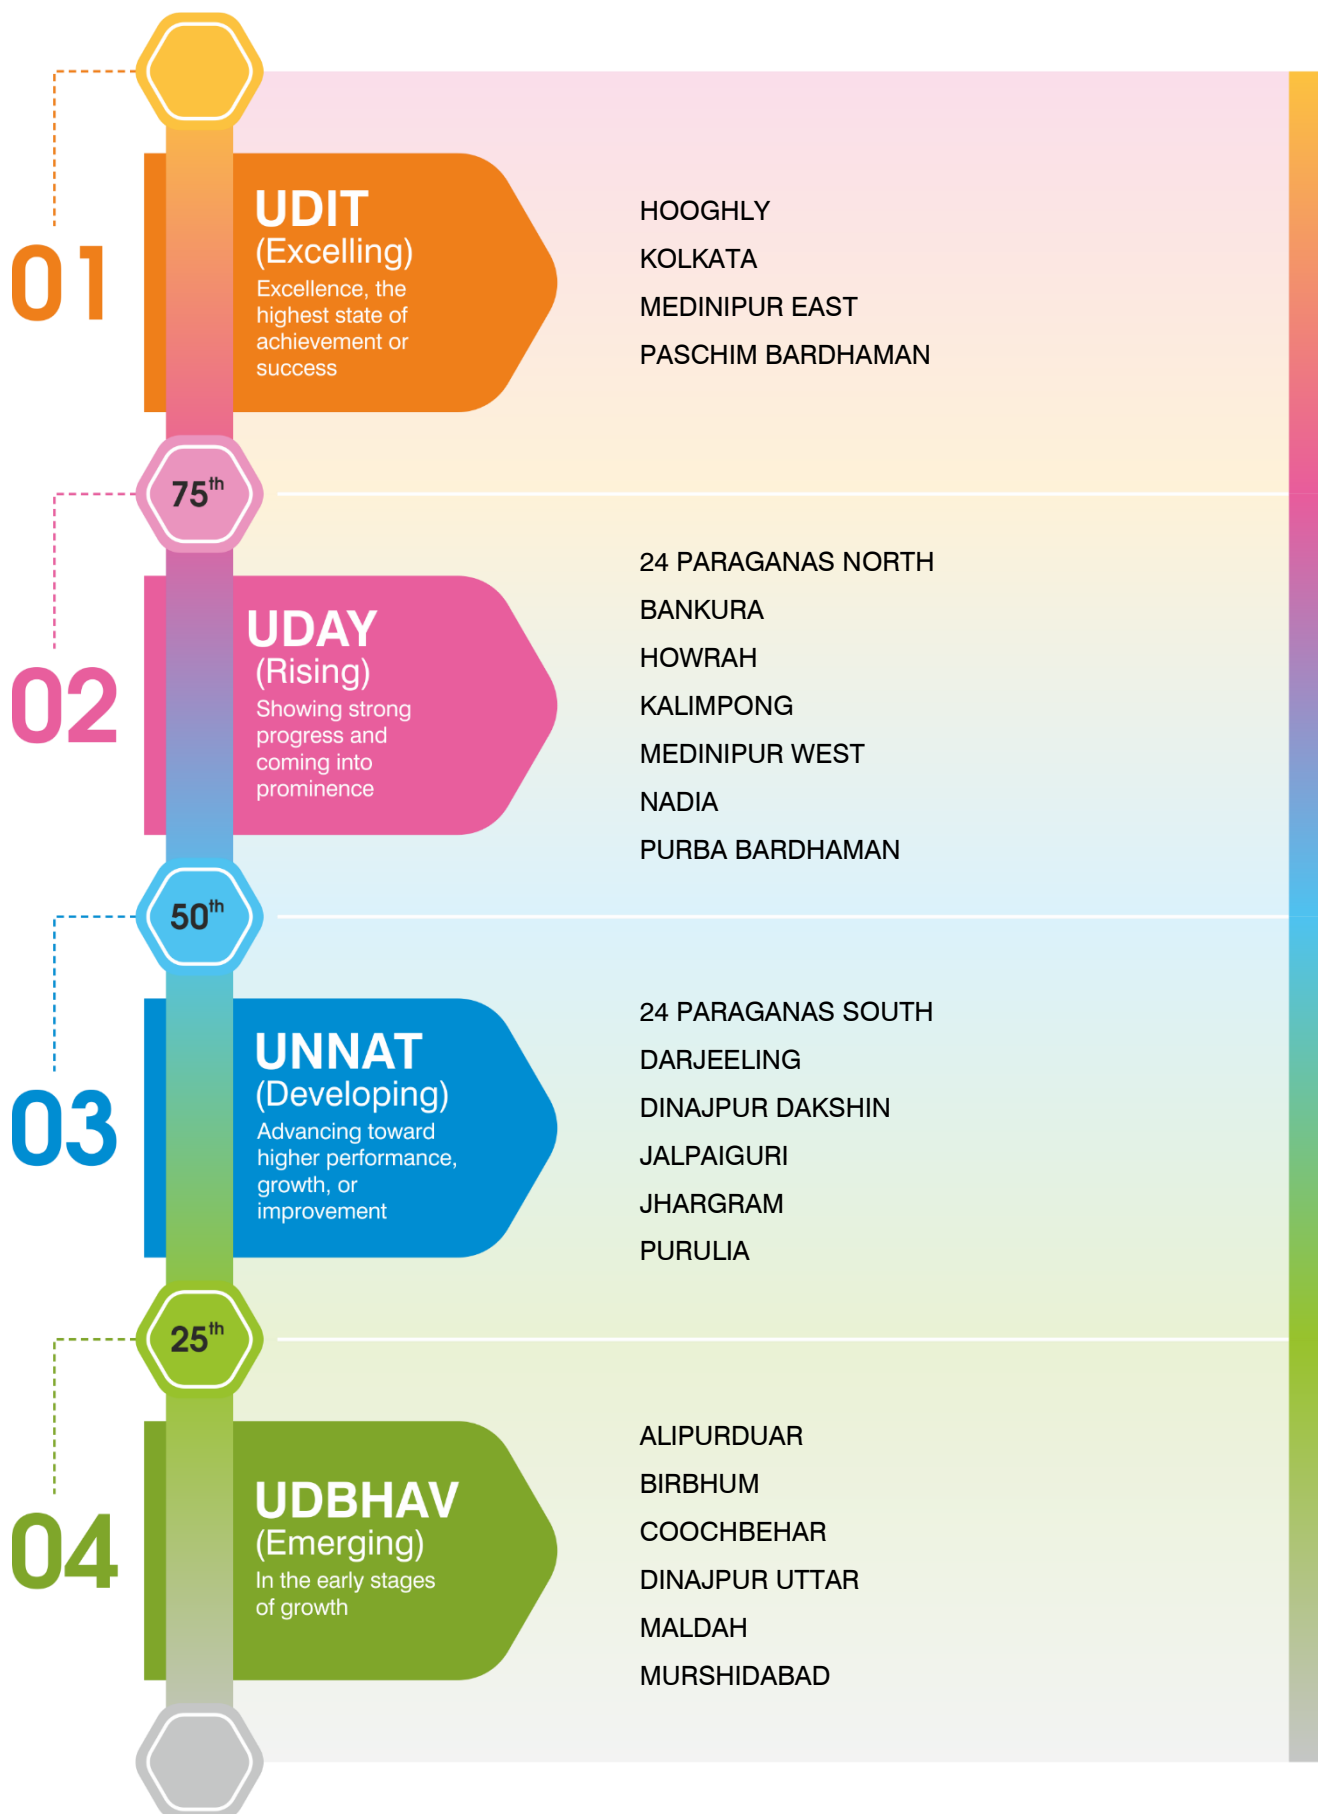 01
UDIT
(Excelling)
Excellence, the
highest state of
achievement or
success
HOOGHLY
KOLKATA
MEDINIPUR EAST
PASCHIM BARDHAMAN
75th
02
UDAY
(Rising)
Showing strong
progress and
coming into
prominence
24 PARAGANAS NORTH
BANKURA
HOWRAH
KALIMPONG
MEDINIPUR WEST
NADIA
PURBA BARDHAMAN
50th
03
UNNAT
(Developing)
Advancing toward
higher performance,
growth, or
improvement
24 PARAGANAS SOUTH
DARJEELING
DINAJPUR DAKSHIN
JALPAIGURI
JHARGRAM
PURULIA
25th
04
UDBHAV
(Emerging)
In the early stages
of growth
ALIPURDUAR
BIRBHUM
COOCHBEHAR
DINAJPUR UTTAR
MALDAH
MURSHIDABAD